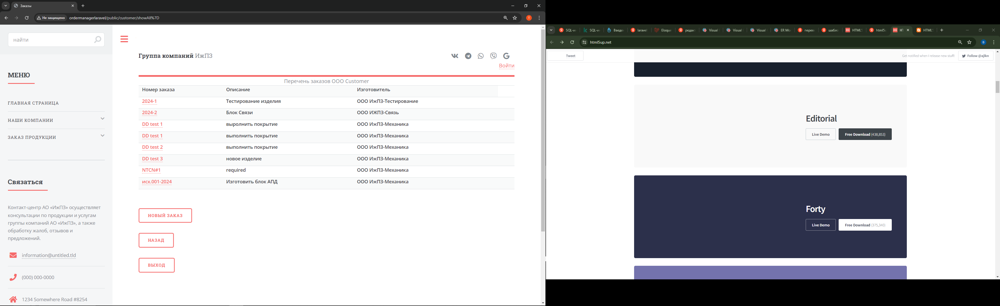 Заказы
Не защищено
ordermanagerlaravel/public/customer/showAll%7D
T
найти
МЕНЮ
ГЛАВНАЯ СТРАНИЦА
НАШИ КОМПАНИИ
ЗАКАЗ ПРОДУКЦИИ
Связаться
Контакт-центр АО «ИжПЗ» осуществляет
консультации по продукции и услугам
группы компаний АО «ИжПЗ», а также
обработку жалоб, отзывов и
предложений.
information@untitled.tld
(000) 000-0000
1234 Somewhere Road #8254
Группа компаний ИжПЗ
Войти
Перечень заказов ООО Customer
Номер заказа Описание Изготовитель
2024-1 Тестирование изделия ООО ИжПЗ-Тестирование
2024-2 Блок Связи ООО ИЖПЗ-Связь
DD test 1 выролнить покрытие ООО ИжПЗ-Механика
DD test 1 выполнить покрытие ООО ИжПЗ-Механика
DD test 2 выполнить покрытие ООО ИжПЗ-Механика
DD test 3 новое изделие ООО ИжПЗ-Механика
NTCN#1 required ООО ИжПЗ-Механика
исх.001-2024 Изготовить блок АПД ООО ИжПЗ-Механика
НОВЫЙ ЗАКАЗ
НАЗАД
ВЫХОД
SQL-и SQL-и Введе laravel Eloque редак Visual Visual Visual ER Mo перев шабло HTML5 html5u HT HTML5
html5up.net
B
Tweet
Get notified when I release new stuff!
Follow @ajlkn
Editorial
Live Demo
Free Download (438,853)
Forty
Live Demo
Free Download (375,340)